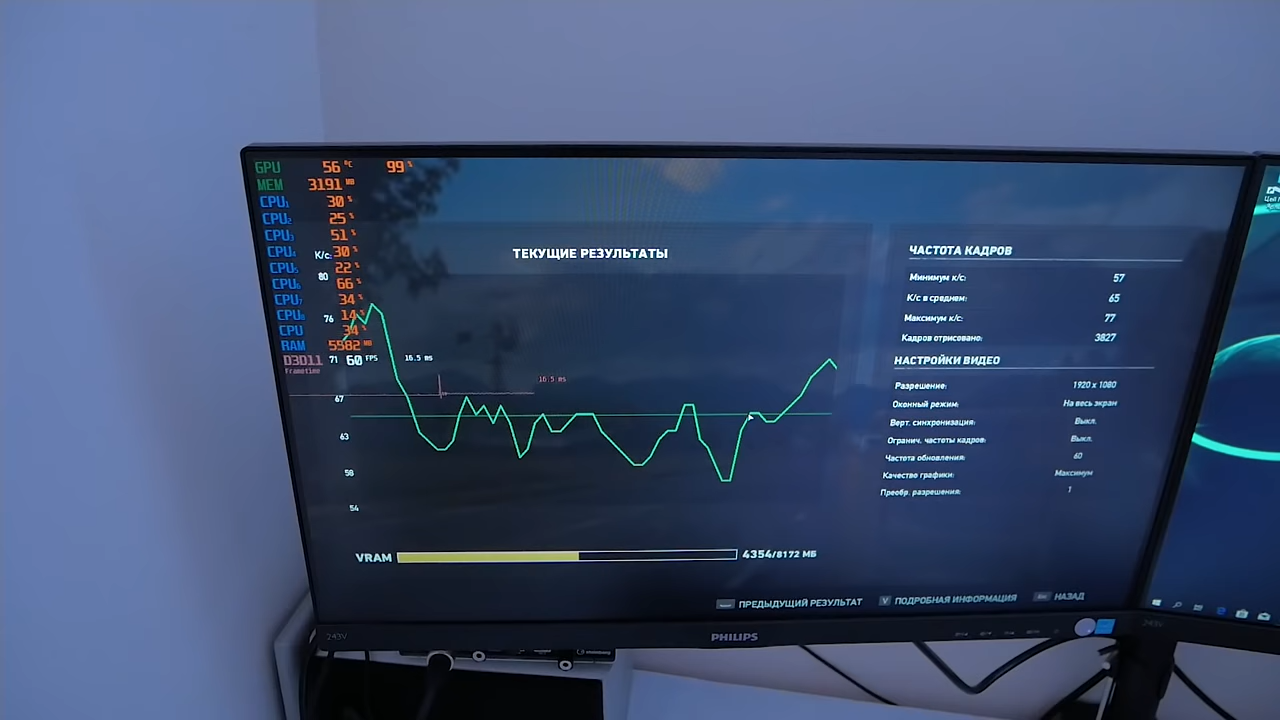 GPU 56 °C 99 %
MEM 3191 MB
CPU1 30 %
CPU2 25 %
CPU3 51 %
CPU4 30 %
CPU5 22 %
CPU6 66 %
CPU7 34 %
CPU8 14 %
CPU 34 %
RAM 5582 MB
D3D11 60 FPS 16.5 ms
Frametime
16.5 ms
ТЕКУЩИЕ РЕЗУЛЬТАТЫ
К/с:
80
76
71
67
63
58
54
VRAM 4354/8172 МБ
ЧАСТОТА КАДРОВ
Минимум к/с: 57
К/с в среднем: 65
Максимум к/с: 77
Кадров отрисовано: 3827
НАСТРОЙКИ ВИДЕО
Разрешение: 1920 x 1080
Оконный режим: На весь экран
Верт. синхронизация: Выкл.
Огранич. частоты кадров: Выкл.
Частота обновления: 60
Качество графики: Максимум
Преобр. разрешения: 1
ПРЕДЫДУЩИЙ РЕЗУЛЬТАТ V ПОДРОБНАЯ ИНФОРМАЦИЯ Esc НАЗАД
243V
PHILIPS
243V